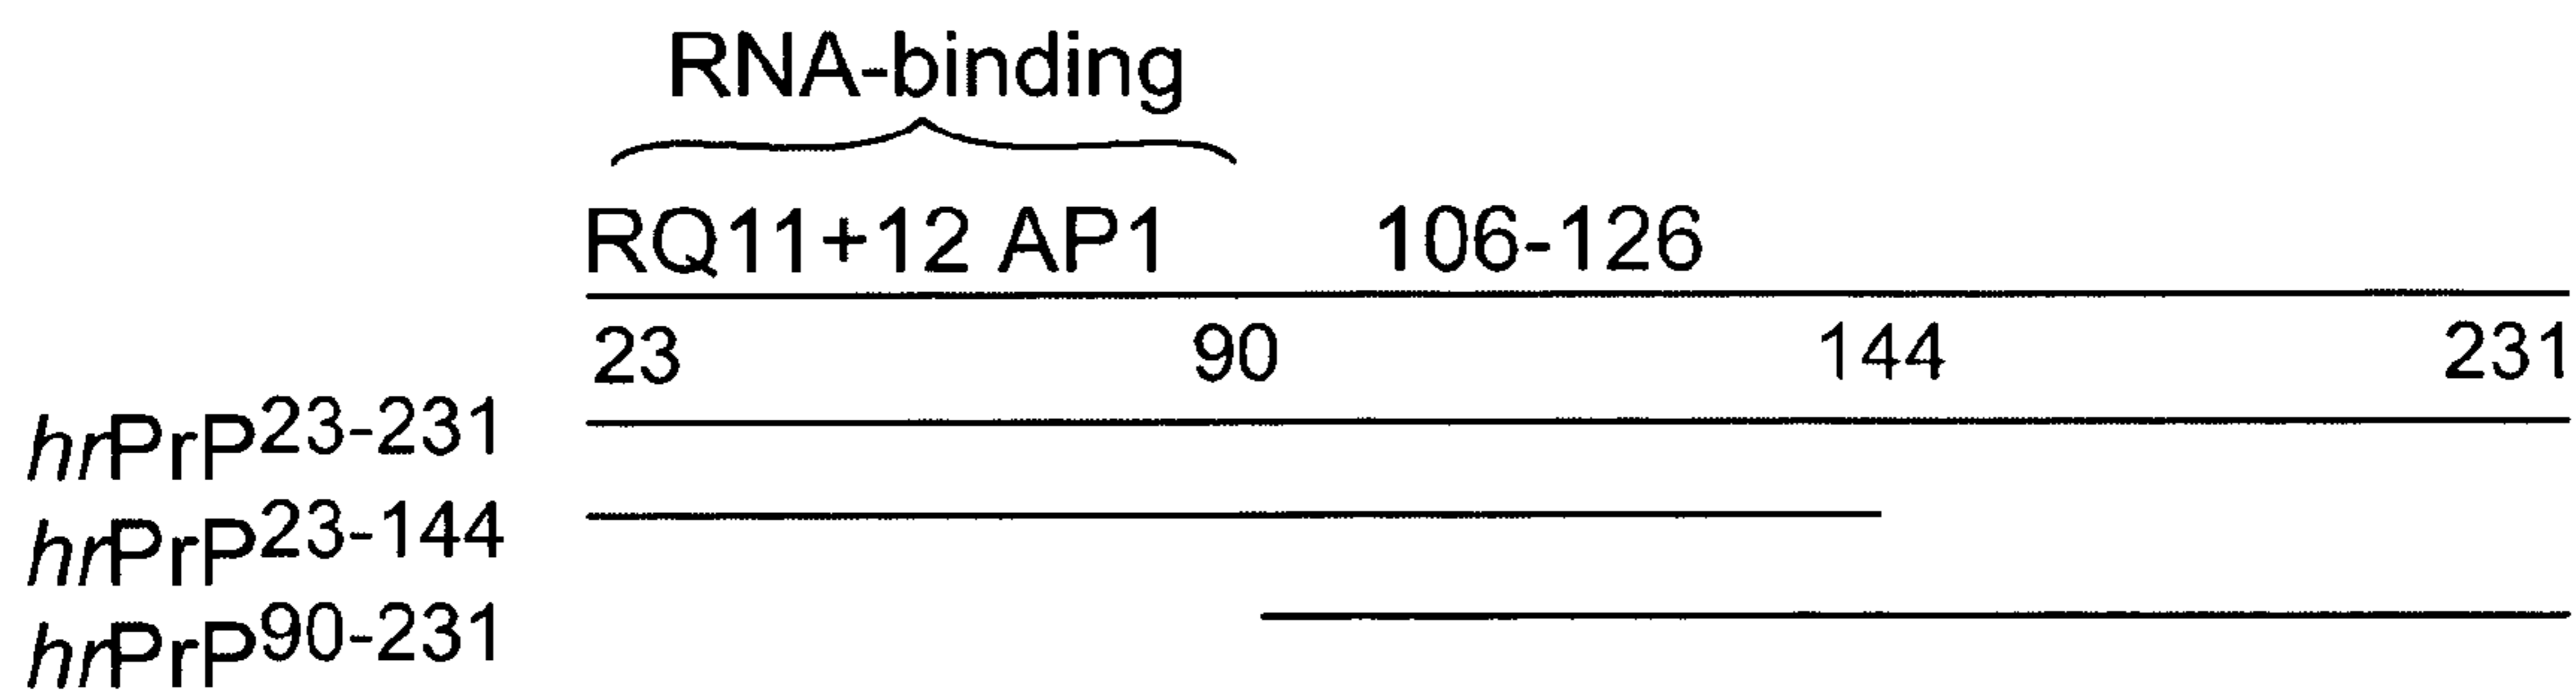 RNA-binding
RQ11+12 AP1 106-126
23 90 144 231
hrPrP23-231
hrPrP23-144
hrPrP90-231